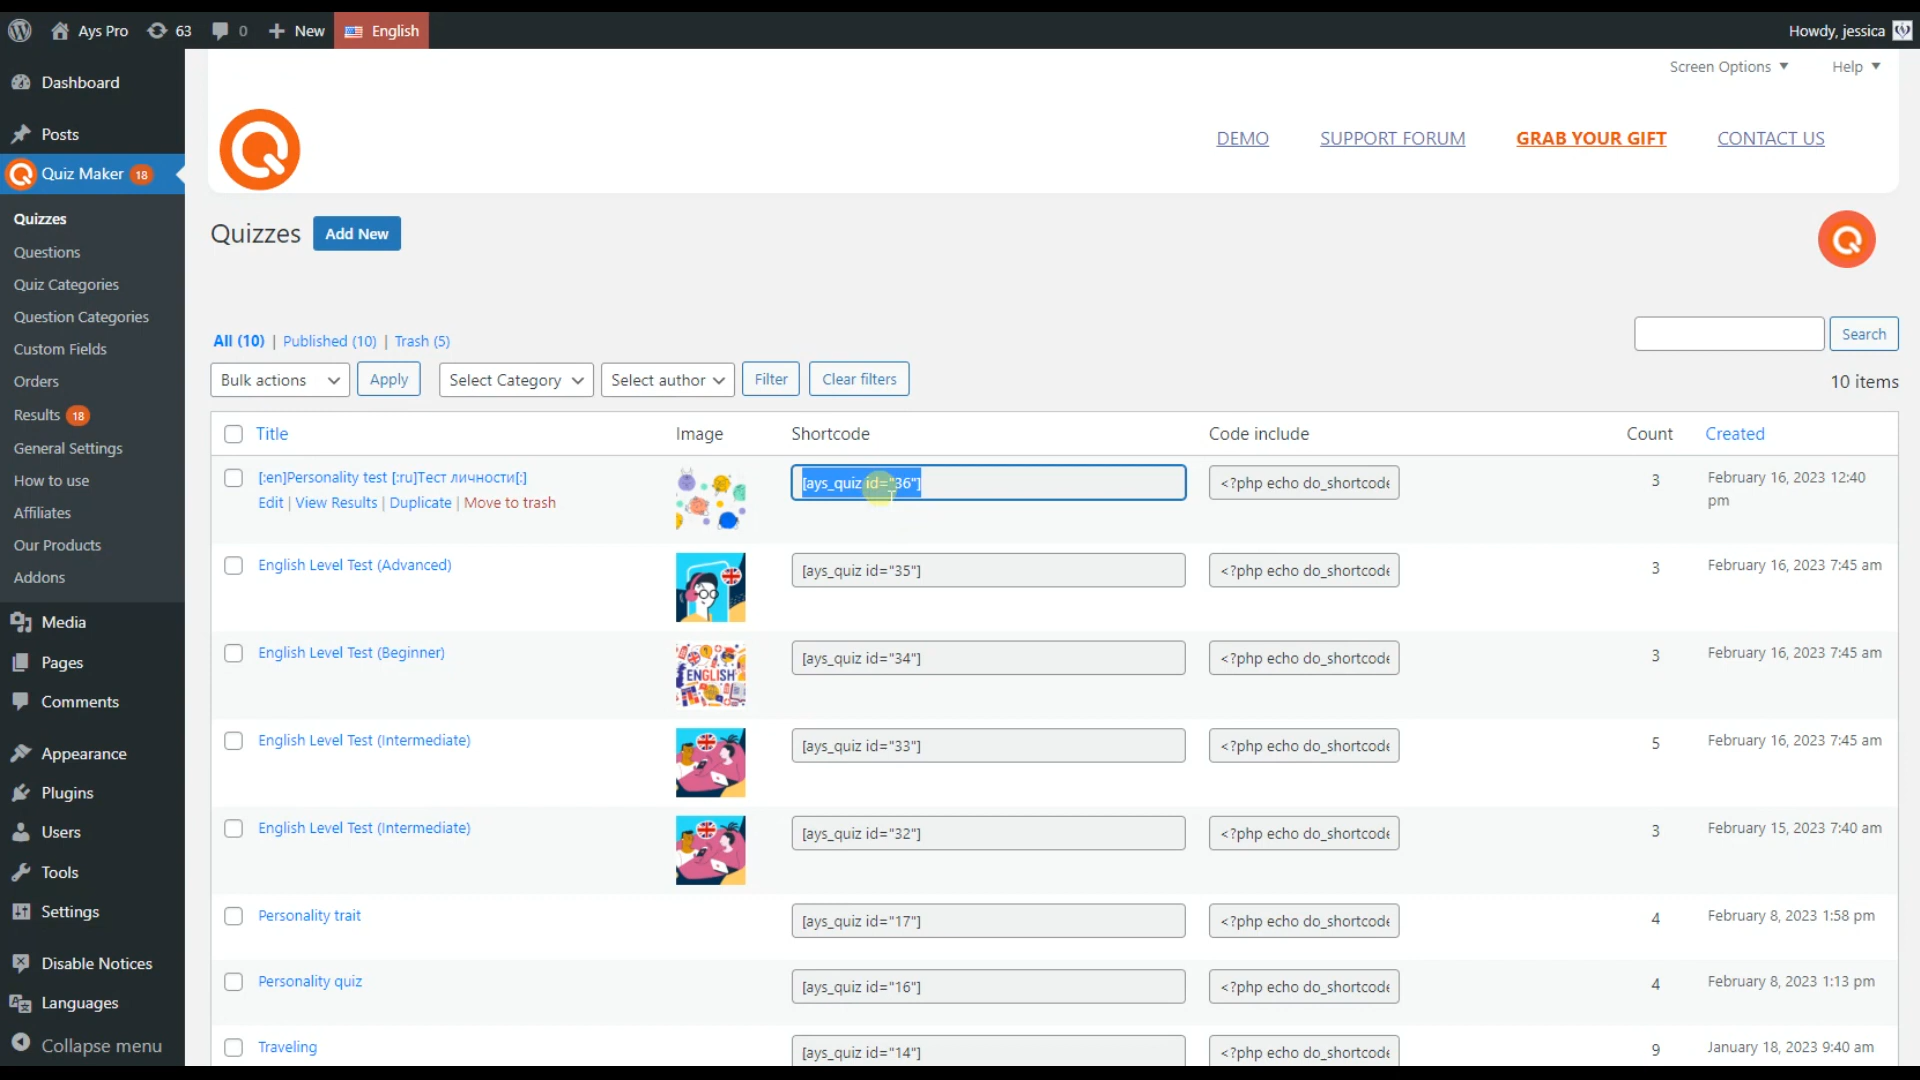 Ays Pro 63 0 New English Howdy, jessica
Screen Options Help
Dashboard
Posts
Quiz Maker 18
Quizzes
Questions
Quiz Categories
Question Categories
Custom Fields
Orders
Results 18
General Settings
How to use
Affiliates
Our Products
Addons
Media
Pages
Comments
Appearance
Plugins
Users
Tools
Settings
Disable Notices
Languages
Collapse menu
DEMO SUPPORT FORUM GRAB YOUR GIFT CONTACT US
Quizzes Add New
All (10) | Published (10) | Trash (5)
Search
Bulk actions Apply Select Category Select author Filter Clear filters 10 items
Title Image Shortcode Code include Count Created
[:en]Personality test [:ru]Тест личности[:] [ays_quiz id="36"] <?php echo do_shortcode 3 February 16, 2023 12:40
pm
Edit | View Results | Duplicate | Move to trash
English Level Test (Advanced) [ays_quiz id="35"] <?php echo do_shortcode 3 February 16, 2023 7:45 am
English Level Test (Beginner) ENGLISH [ays_quiz id="34"] <?php echo do_shortcode 3 February 16, 2023 7:45 am
English Level Test (Intermediate) [ays_quiz id="33"] <?php echo do_shortcode 5 February 16, 2023 7:45 am
English Level Test (Intermediate) [ays_quiz id="32"] <?php echo do_shortcode 3 February 15, 2023 7:40 am
Personality trait [ays_quiz id="17"] <?php echo do_shortcode 4 February 8, 2023 1:58 pm
Personality quiz [ays_quiz id="16"] <?php echo do_shortcode 4 February 8, 2023 1:13 pm
Traveling [ays_quiz id="14"] <?php echo do_shortcode 9 January 18, 2023 9:40 am